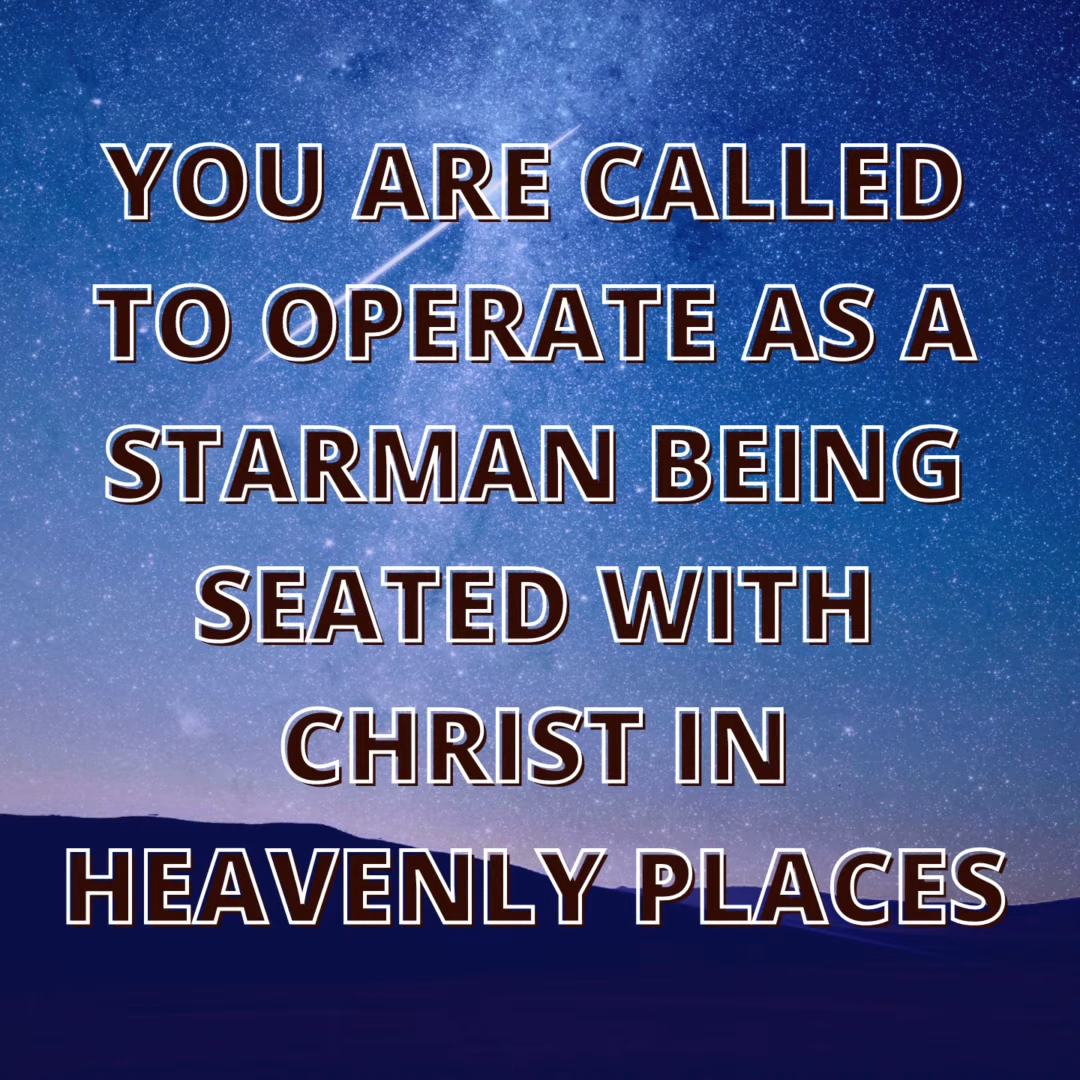 YOU ARE CALLED
TO OPERATE AS A
STARMAN BEING
SEATED WITH
CHRIST IN
HEAVENLY PLACES